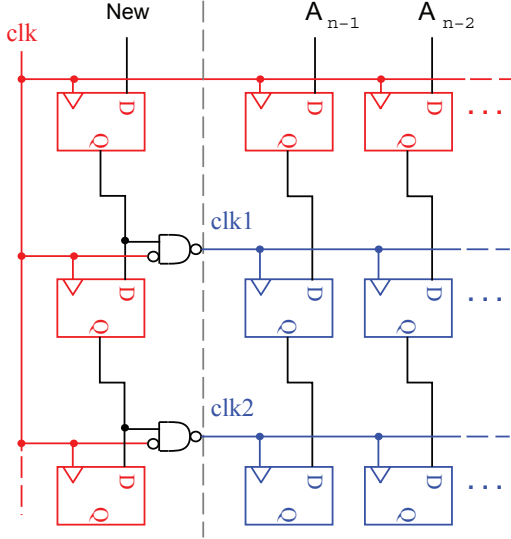 New A n-1 A n-2
clk
D D D ...
Q Q Q
clk1
D D D ...
Q Q Q
clk2
D D D ...
Q Q Q